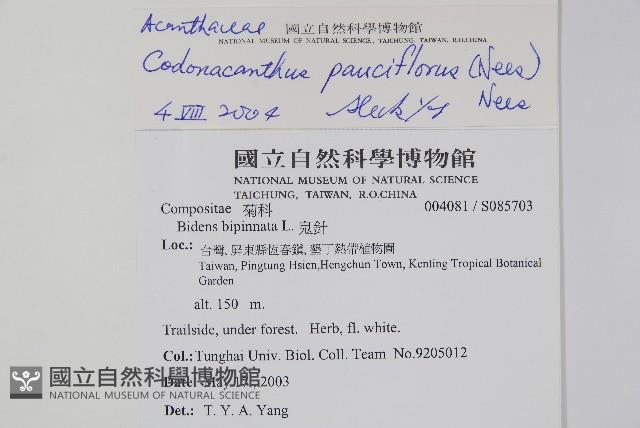 Acanthaceae 國立自然科學博物館
NATIONAL MUSEUM OF NATURAL SCIENCE, TAICHUNG, TAIWAN, R.O.CHINA
Codonacanthus pauciflorus (Nees)
4 VIII 2004 Nees
國立自然科學博物館
NATIONAL MUSEUM OF NATURAL SCIENCE
TAICHUNG, TAIWAN, R.O.CHINA
Compositae 菊科 004081 / S085703
Bidens bipinnata L. 鬼針
Loc.: 台灣, 屏東縣恆春鎮, 墾丁熱帶植物園
Taiwan, Pingtung Hsien,Hengchun Town, Kenting Tropical Botanical
Garden
alt. 150 m.
Trailside, under forest. Herb, fl. white.
Col.: Tunghai Univ. Biol. Coll. Team No.9205012
Date: May ,2003
Det.: T. Y. A. Yang
國立自然科學博物館
NATIONAL MUSEUM OF NATURAL SCIENCE